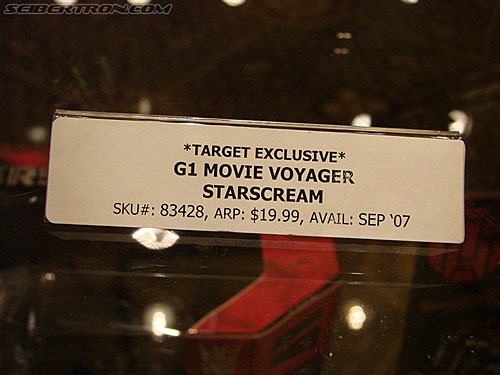 SEIBERTRON.COM
*TARGET EXCLUSIVE*
G1 MOVIE VOYAGER
STARSCREAM
SKU#: 83428, ARP: $19.99, AVAIL: SEP '07